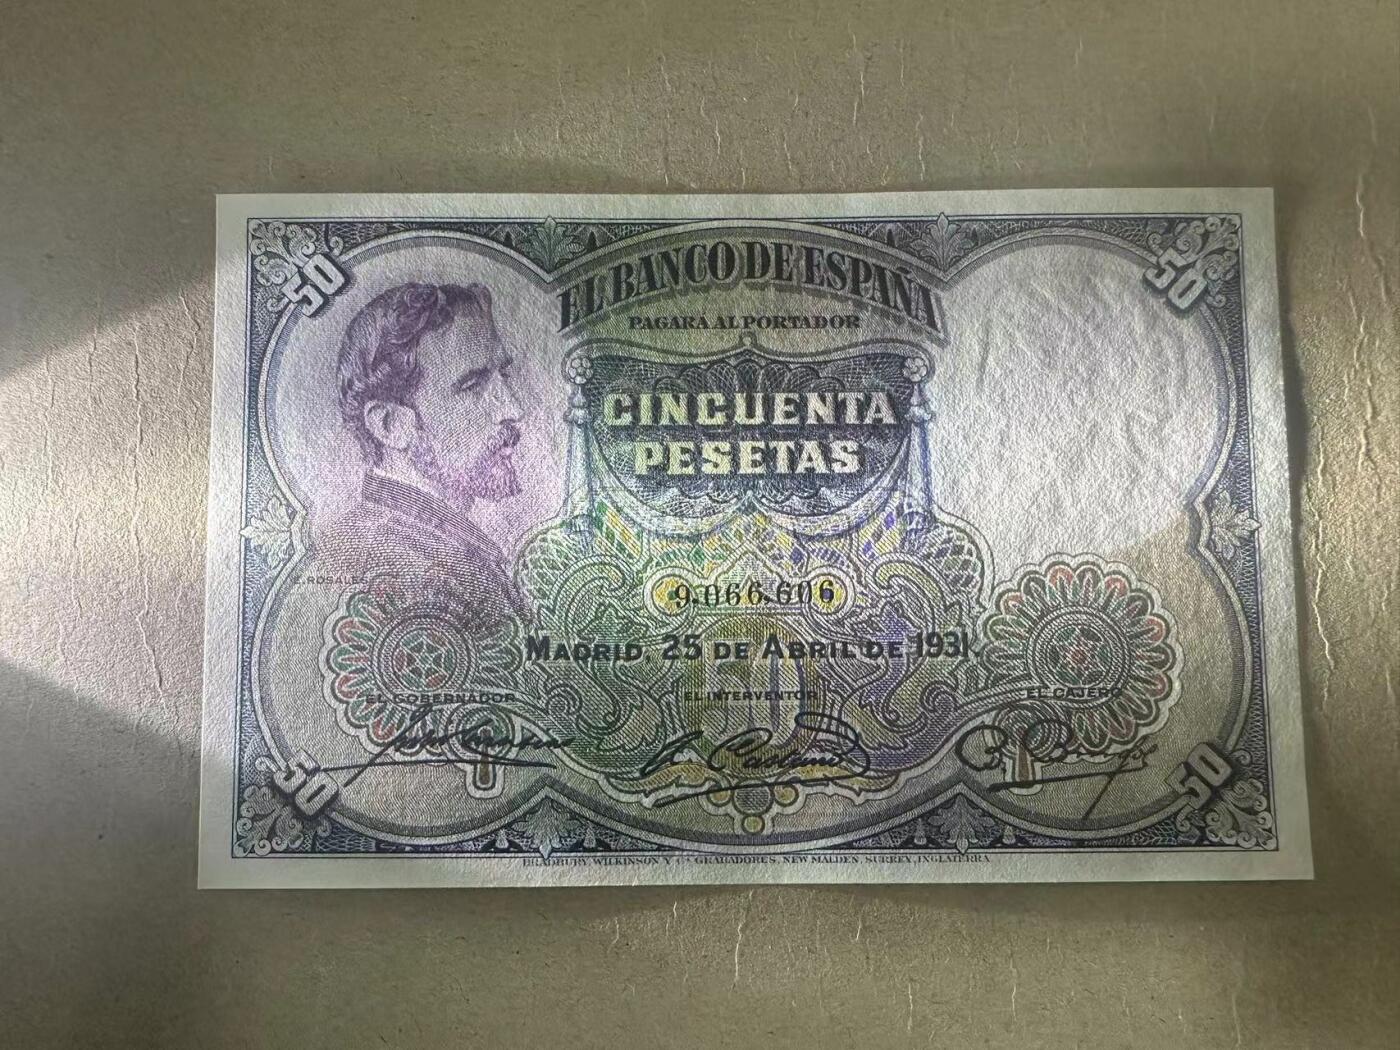 50
50
EL BANCO DE ESPAÑA
PAGARÁ AL PORTADOR
CINCUENTA
PESETAS
E. ROSALES
9.066.606
MADRID, 25 DE ABRIL DE 1931.
EL GOBERNADOR
EL INTERVENTOR
EL CAJERO
50
50
BRADBURY, WILKINSON Y Cª GRABADORES, NEW MALDEN, SURREY, INGLATERRA